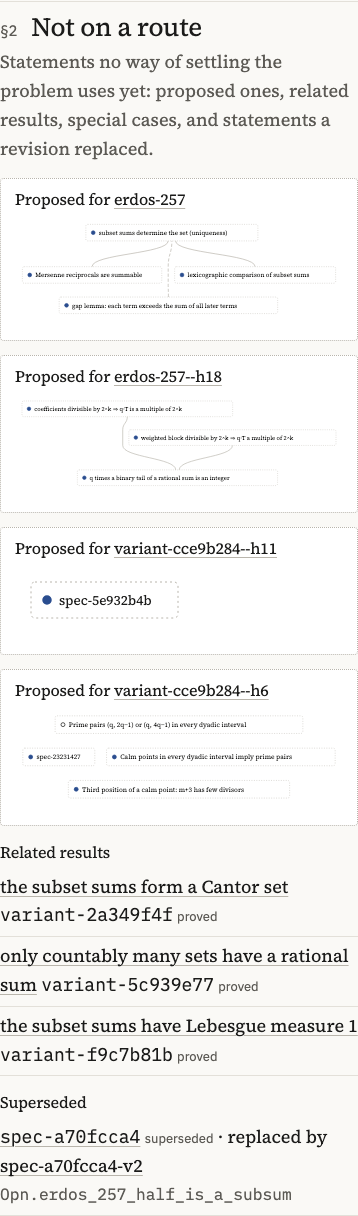 §2 Not on a route
Statements no way of settling the
problem uses yet: proposed ones, related
results, special cases, and statements a
revision replaced.
Proposed for erdos-257
subset sums determine the set (uniqueness)
Mersenne reciprocals are summable
lexicographic comparison of subset sums
gap lemma: each term exceeds the sum of all later terms
Proposed for erdos-257--h18
coefficients divisible by 2^k ⇒ q·T is a multiple of 2^k
weighted block divisible by 2^k ⇒ q·T a multiple of 2^k
q times a binary tail of a rational sum is an integer
Proposed for variant-cce9b284--h11
spec-5e932b4b
Proposed for variant-cce9b284--h6
Prime pairs (q, 2q−1) or (q, 4q−1) in every dyadic interval
spec-23231427
Calm points in every dyadic interval imply prime pairs
Third position of a calm point: m+3 has few divisors
Related results
the subset sums form a Cantor set
variant-2a349f4f proved
only countably many sets have a rational
sum variant-5c939e77 proved
the subset sums have Lebesgue measure 1
variant-f9c7b81b proved
Superseded
spec-a70fcca4 superseded · replaced by
spec-a70fcca4-v2
Opn.erdos_257_half_is_a_subsum